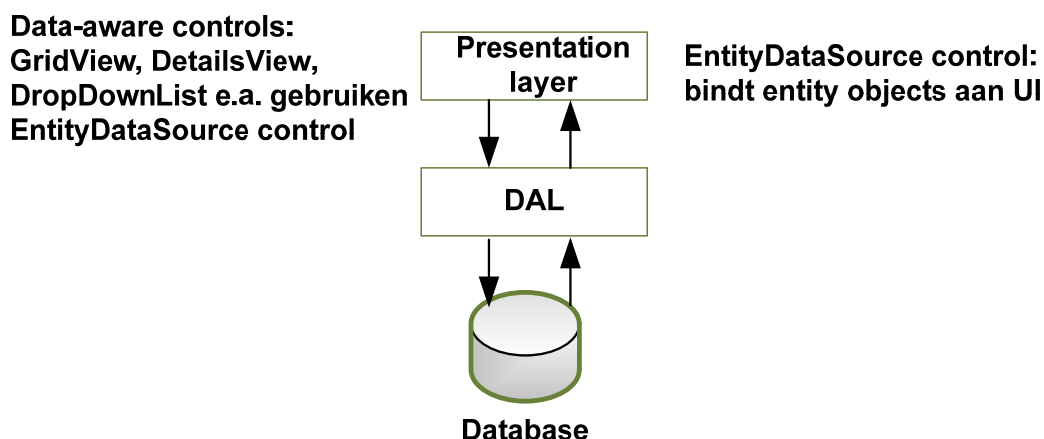 Data-aware controls:
GridView, DetailsView,
DropDownList e.a. gebruiken
EntityDataSource control
Presentation
layer
EntityDataSource control:
bindt entity objects aan UI
DAL
Database